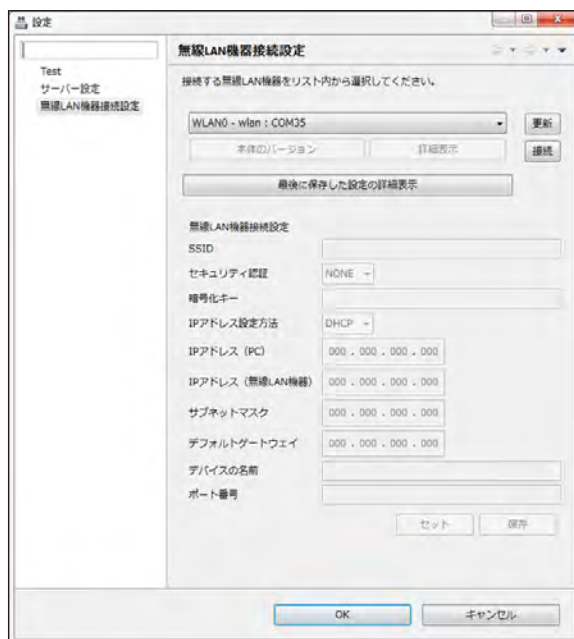 設定
Test
サーバー設定
無線LAN機器接続設定
無線LAN機器接続設定
接続する無線LAN機器をリスト内から選択してください。
WLAN0 - wlan : COM35
更新
本体のバージョン
詳細表示
接続
最後に保存した設定の詳細表示
無線LAN機器接続設定
SSID
セキュリティ認証
NONE
暗号化キー
IPアドレス設定方法
DHCP
IPアドレス（PC）
000 . 000 . 000 . 000
IPアドレス（無線LAN機器）
000 . 000 . 000 . 000
サブネットマスク
000 . 000 . 000 . 000
デフォルトゲートウェイ
000 . 000 . 000 . 000
デバイスの名前
ポート番号
セット
保存
OK
キャンセル